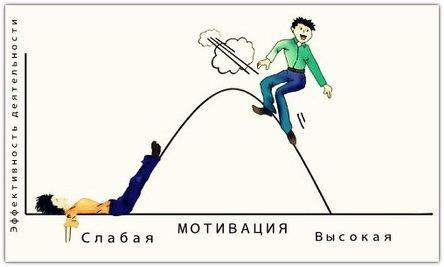 Эффективность деятельности
Слабая
МОТИВАЦИЯ
Высокая